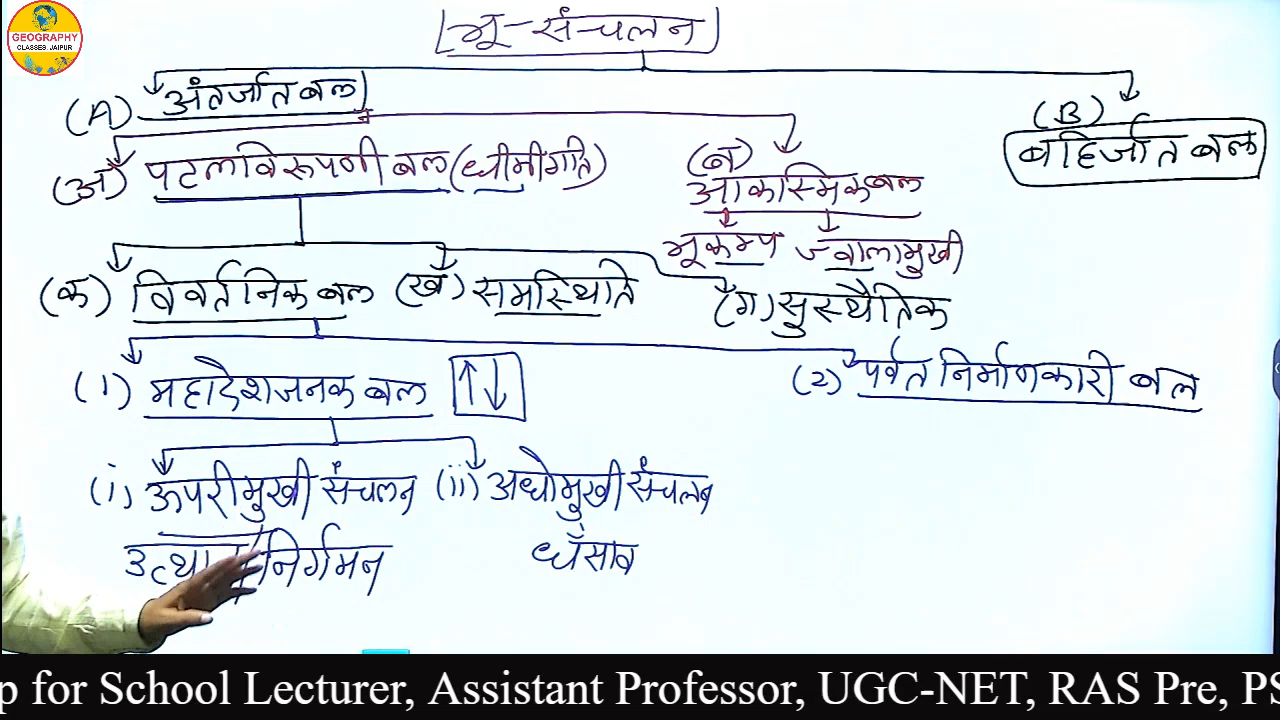 GEOGRAPHY
CLASSES, JAIPUR
भू-संचलन
(A) अंतर्जात बल
(B)
बहिर्जात बल
(अ) पटलविरूपणी बल (धीमीगति)
(ब)
आकस्मिक बल
भूकम्प ज्वालामुखी
(क) विवर्तनिक बल (ख) समस्थिति
(ग) सुस्थैतिक
(1) महादेशजनक बल ↑↓ (2) पर्वत निर्माणकारी बल
(i) ऊपरीमुखी संचलन (ii) अधोमुखी संचलन
उत्थान/निर्गमन धँसाव
p for School Lecturer, Assistant Professor, UGC-NET, RAS Pre, PS